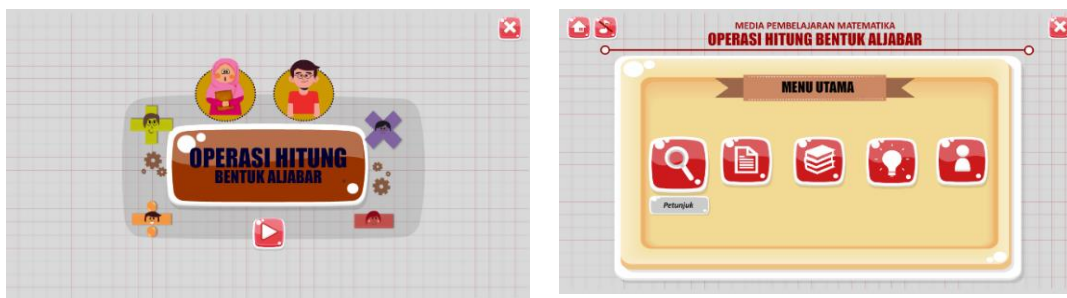 OPERASI HITUNG
BENTUK ALJABAR
MEDIA PEMBELAJARAN MATEMATIKA
OPERASI HITUNG BENTUK ALJABAR
MENU UTAMA
Petunjuk